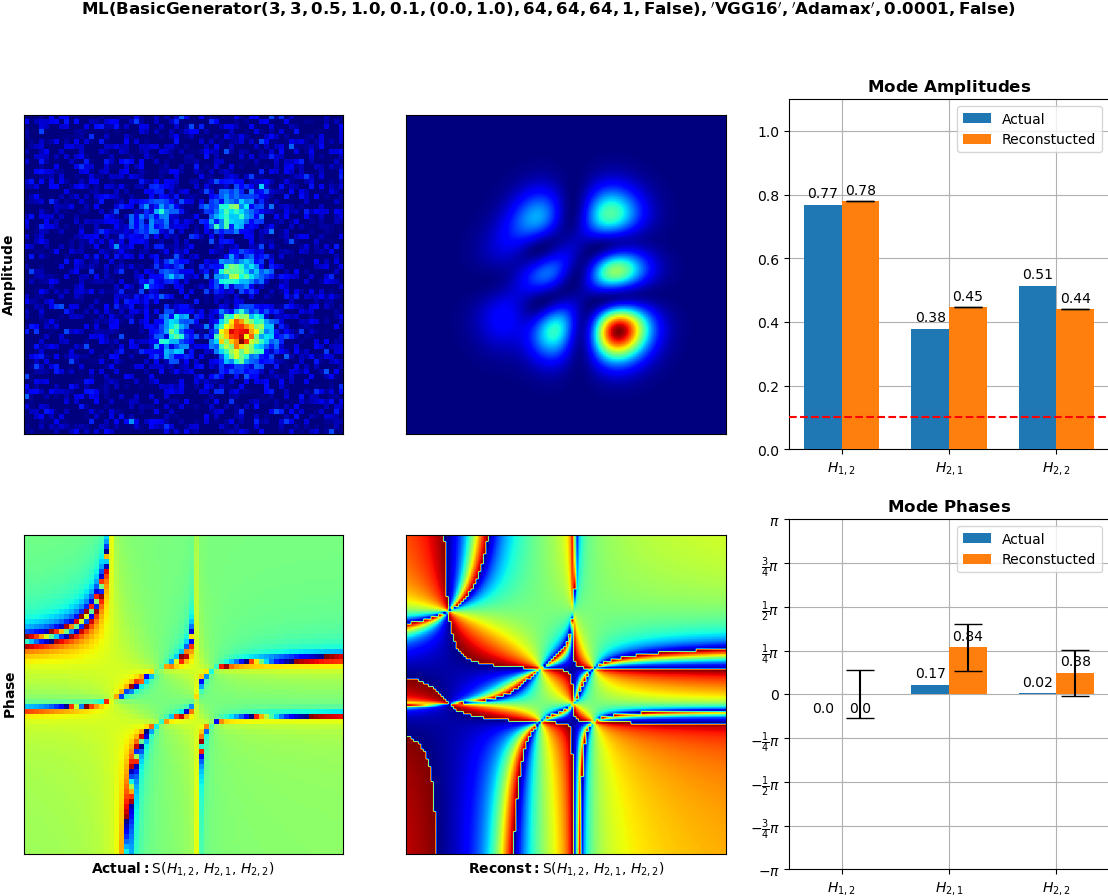 ML(BasicGenerator(3, 3, 0.5, 1.0, 0.1, (0.0, 1.0), 64, 64, 64, 1, False), 'VGG16', 'Adamax', 0.0001, False)
Amplitude
Mode Amplitudes
Actual
Reconstucted
1.0
0.8
0.6
0.4
0.2
0.0
0.77 0.78
0.38 0.45
0.51 0.44
H1,2 H2,1 H2,2
Phase
Actual: S(H1,2, H2,1, H2,2)
Reconst: S(H1,2, H2,1, H2,2)
Mode Phases
Actual
Reconstucted
π
3/4π
1/2π
1/4π
0
−1/4π
−1/2π
−3/4π
−π
0.0 0.0
0.17 0.84
0.02 0.38
H1,2 H2,1 H2,2